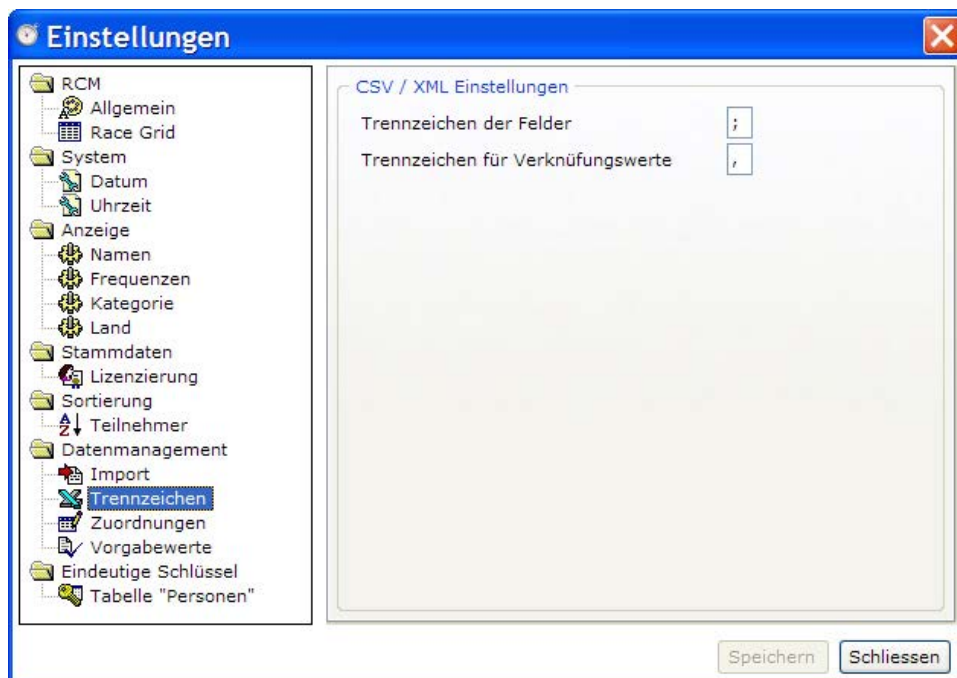 Einstellungen
RCM
Allgemein
Race Grid
System
Datum
Uhrzeit
Anzeige
Namen
Frequenzen
Kategorie
Land
Stammdaten
Lizenzierung
Sortierung
Teilnehmer
Datenmanagement
Import
Trennzeichen
Zuordnungen
Vorgabewerte
Eindeutige Schlüssel
Tabelle "Personen"
CSV / XML Einstellungen
Trennzeichen der Felder ;
Trennzeichen für Verknüfungswerte ,
Speichern Schliessen